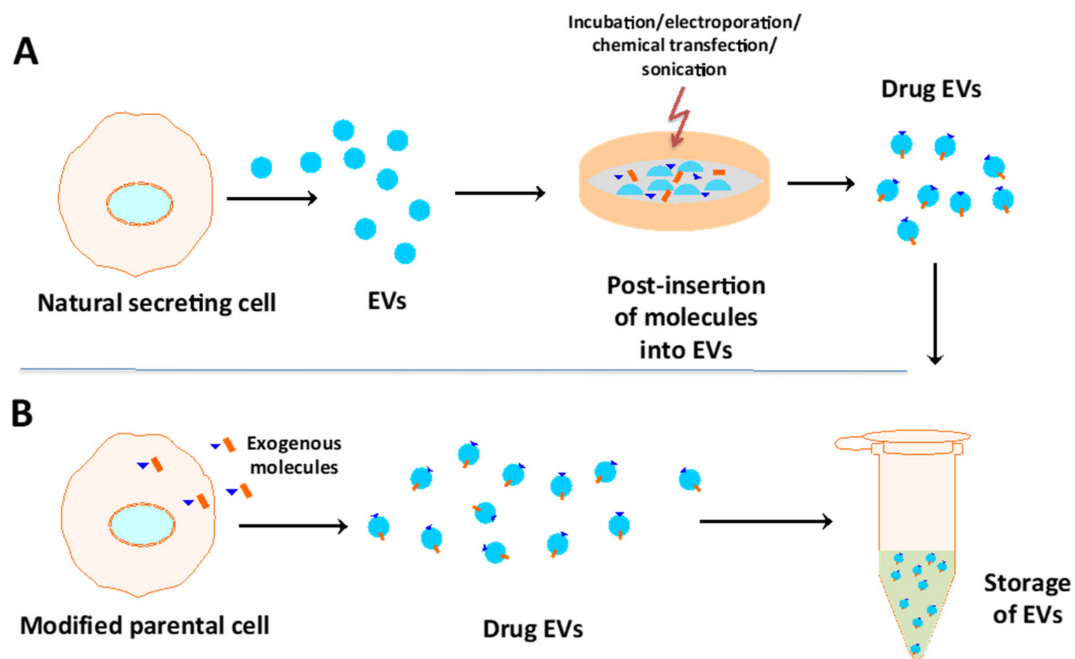 A
Incubation/electroporation/
chemical transfection/
sonication
Drug EVs
Natural secreting cell
EVs
Post-insertion
of molecules
into EVs
B
Exogenous
molecules
Modified parental cell
Drug EVs
Storage
of EVs